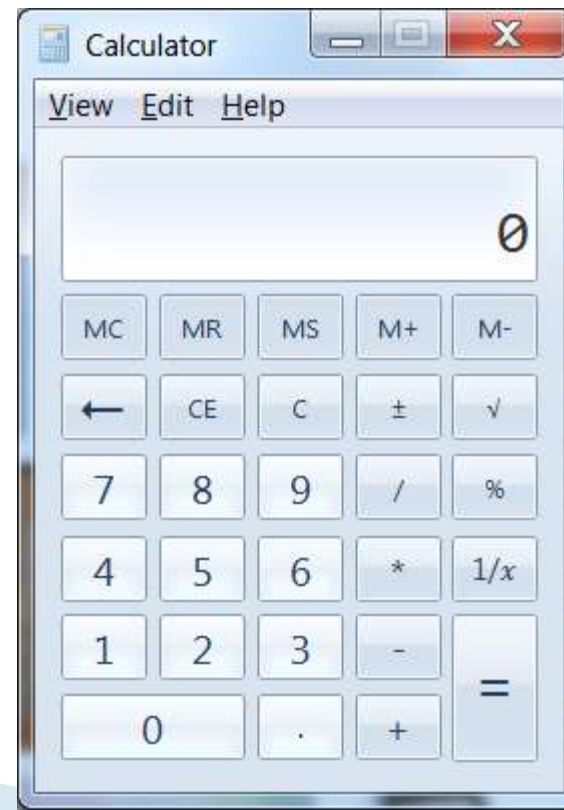 Calculator
View Edit Help
0
MC MR MS M+ M-
← CE C ± √
7 8 9 / %
4 5 6 * 1/x
1 2 3 - =
0 . +